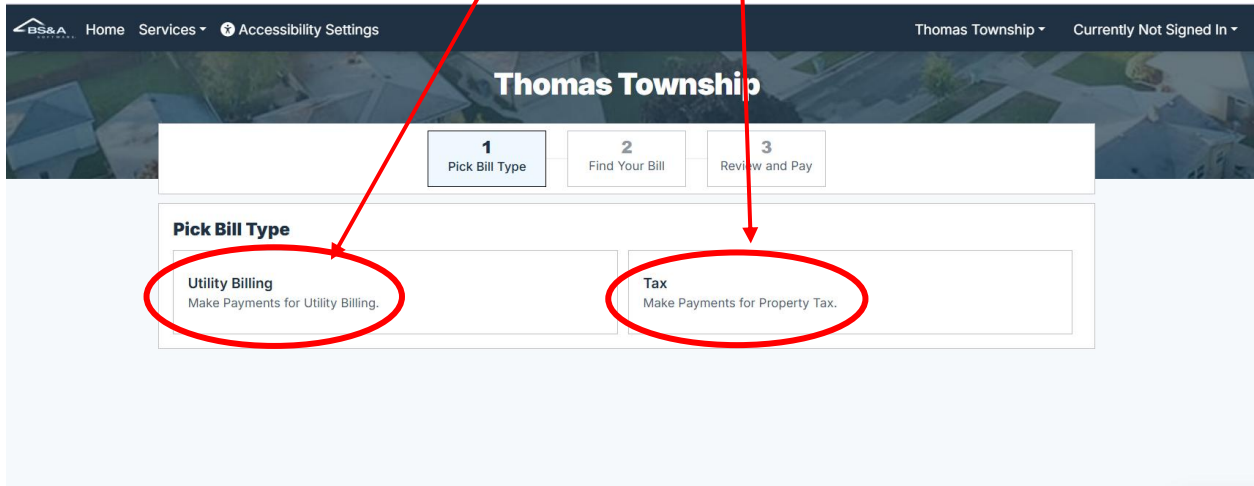 BS&A Home Services Accessibility Settings Thomas Township Currently Not Signed In
SOFTWARE
Thomas Township
1 2 3
Pick Bill Type Find Your Bill Review and Pay
Pick Bill Type
Utility Billing Tax
Make Payments for Utility Billing. Make Payments for Property Tax.